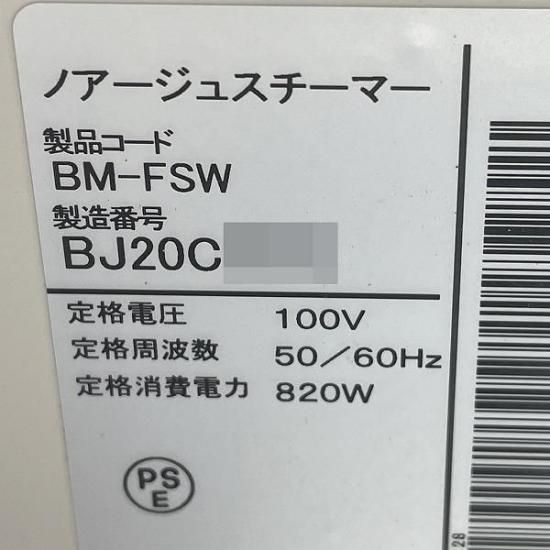 ノアージュスチーマー
製品コード
BM-FSW
製造番号
BJ20C
定格電圧 100V
定格周波数 50／60Hz
定格消費電力 820W
PS
E
28